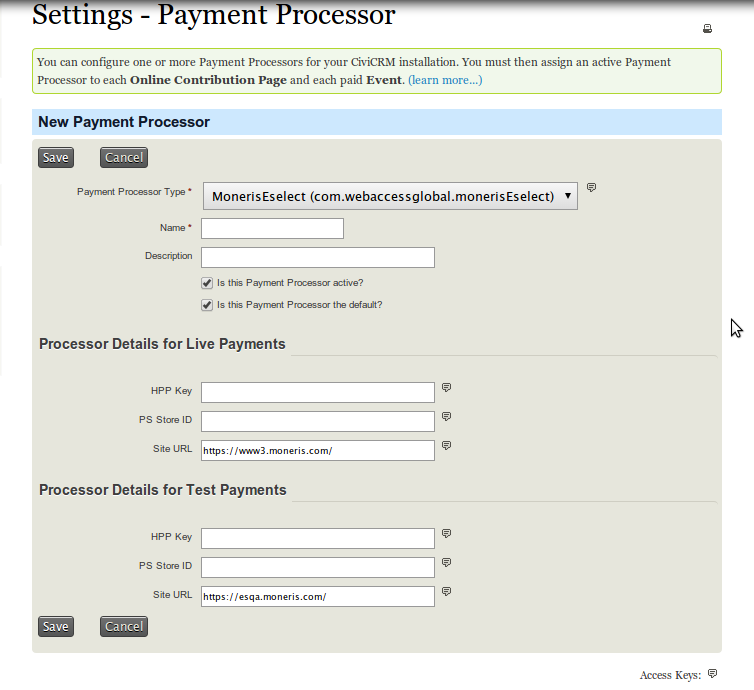 Settings - Payment Processor
You can configure one or more Payment Processors for your CiviCRM installation. You must then assign an active Payment
Processor to each Online Contribution Page and each paid Event. (learn more...)
New Payment Processor
Save Cancel
Payment Processor Type * MonerisEselect (com.webaccessglobal.monerisEselect)
Name *
Description
Is this Payment Processor active?
Is this Payment Processor the default?
Processor Details for Live Payments
HPP Key
PS Store ID
Site URL https://www3.moneris.com/
Processor Details for Test Payments
HPP Key
PS Store ID
Site URL https://esqa.moneris.com/
Save Cancel
Access Keys: